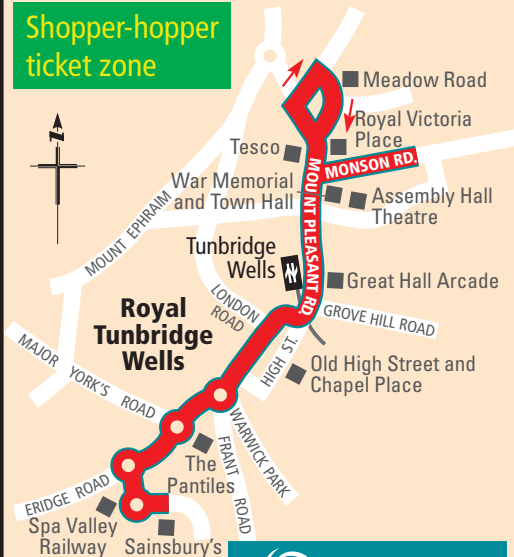 Shopper-hopper
ticket zone
N
Meadow Road
Royal Victoria
Place
Tesco
MONSON RD.
War Memorial
and Town Hall
Assembly Hall
Theatre
MOUNT EPHRAIM
MOUNT PLEASANT RD.
Tunbridge
Wells
Great Hall Arcade
LONDON
ROAD
GROVE HILL ROAD
Royal
Tunbridge
Wells
HIGH ST.
MAJOR YORK'S ROAD
Old High Street and
Chapel Place
WARWICK PARK
FRANT ROAD
The
Pantiles
ERIDGE ROAD
Spa Valley
Railway
Sainsbury's